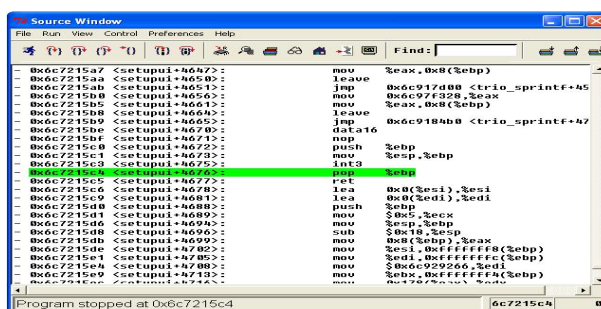 Source Window
File Run View Control Preferences Help
Find:
- 0x6c7215a7 <setupui+4647>: mov %eax,0x8(%ebp)
- 0x6c7215aa <setupui+4650>: leave
- 0x6c7215ab <setupui+4651>: jmp 0x6c917d00 <trio_sprintf+45
- 0x6c7215b0 <setupui+4656>: mov 0x6c97f328,%eax
- 0x6c7215b5 <setupui+4661>: mov %eax,0x8(%ebp)
- 0x6c7215b8 <setupui+4664>: leave
- 0x6c7215b9 <setupui+4665>: jmp 0x6c9184b0 <trio_sprintf+47
- 0x6c7215be <setupui+4670>: data16
- 0x6c7215bf <setupui+4671>: nop
- 0x6c7215c0 <setupui+4672>: push %ebp
- 0x6c7215c1 <setupui+4673>: mov %esp,%ebp
- 0x6c7215c3 <setupui+4675>: int3
- 0x6c7215c4 <setupui+4676>: pop %ebp
- 0x6c7215c5 <setupui+4677>: ret
- 0x6c7215c6 <setupui+4678>: lea 0x0(%esi),%esi
- 0x6c7215c9 <setupui+4681>: lea 0x0(%edi),%edi
- 0x6c7215d0 <setupui+4688>: push %ebp
- 0x6c7215d1 <setupui+4689>: mov $0x5,%ecx
- 0x6c7215d6 <setupui+4694>: mov %esp,%ebp
- 0x6c7215d8 <setupui+4696>: sub $0x18,%esp
- 0x6c7215db <setupui+4699>: mov 0x8(%ebp),%eax
- 0x6c7215de <setupui+4702>: mov %esi,0xfffffff8(%ebp)
- 0x6c7215e1 <setupui+4705>: mov %edi,0xfffffffc(%ebp)
- 0x6c7215e4 <setupui+4708>: mov $0x6c929266,%edi
- 0x6c7215e9 <setupui+4713>: mov %ebx,0xfffffff4(%ebp)
- 0x6c7215ec <setupui+4716>: mov 0x178(%eax),%edx
Program stopped at 0x6c7215c4 6c7215c4